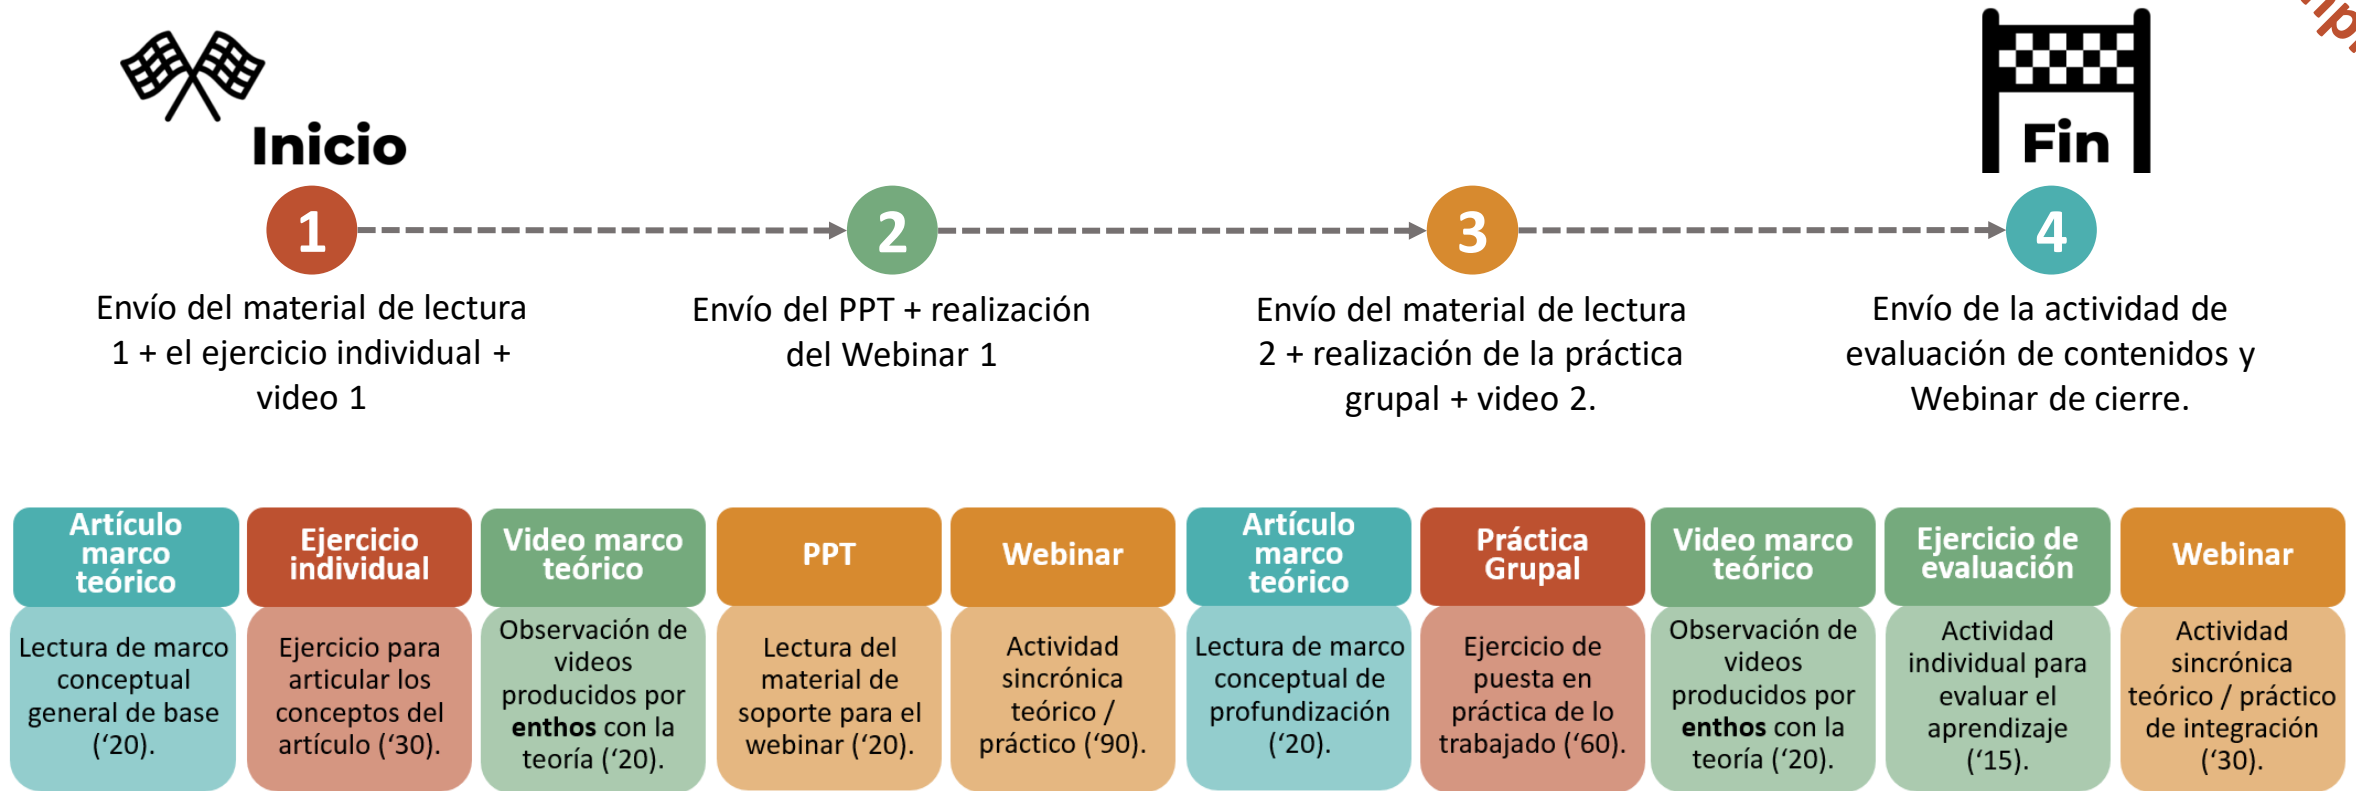 Inicio
Fin
1
2
3
4
Envío del material de lectura
1 + el ejercicio individual +
video 1
Envío del PPT + realización
del Webinar 1
Envío del material de lectura
2 + realización de la práctica
grupal + video 2.
Envío de la actividad de
evaluación de contenidos y
Webinar de cierre.
Artículo
marco
teórico
Lectura de marco
conceptual
general de base
(‘20).
Ejercicio
individual
Ejercicio para
articular los
conceptos del
artículo (‘30).
Video marco
teórico
Observación de
videos
producidos por
enthos con la
teoría (‘20).
PPT
Lectura del
material de
soporte para el
webinar (‘20).
Webinar
Actividad
sincrónica
teórico /
práctico (‘90).
Artículo
marco
teórico
Lectura de marco
conceptual de
profundización
(‘20).
Práctica
Grupal
Ejercicio de
puesta en
práctica de lo
trabajado (‘60).
Video marco
teórico
Observación de
videos
producidos por
enthos con la
teoría (‘20).
Ejercicio de
evaluación
Actividad
individual para
evaluar el
aprendizaje
(‘15).
Webinar
Actividad
sincrónica
teórico / práctico
de integración
(‘30).